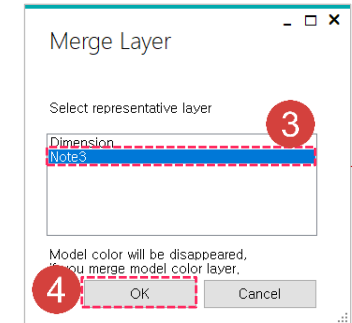 Merge Layer
Select representative layer
3
Dimension
Note3
Model color will be disappeared,
if you merge model color layer,
4
OK
Cancel